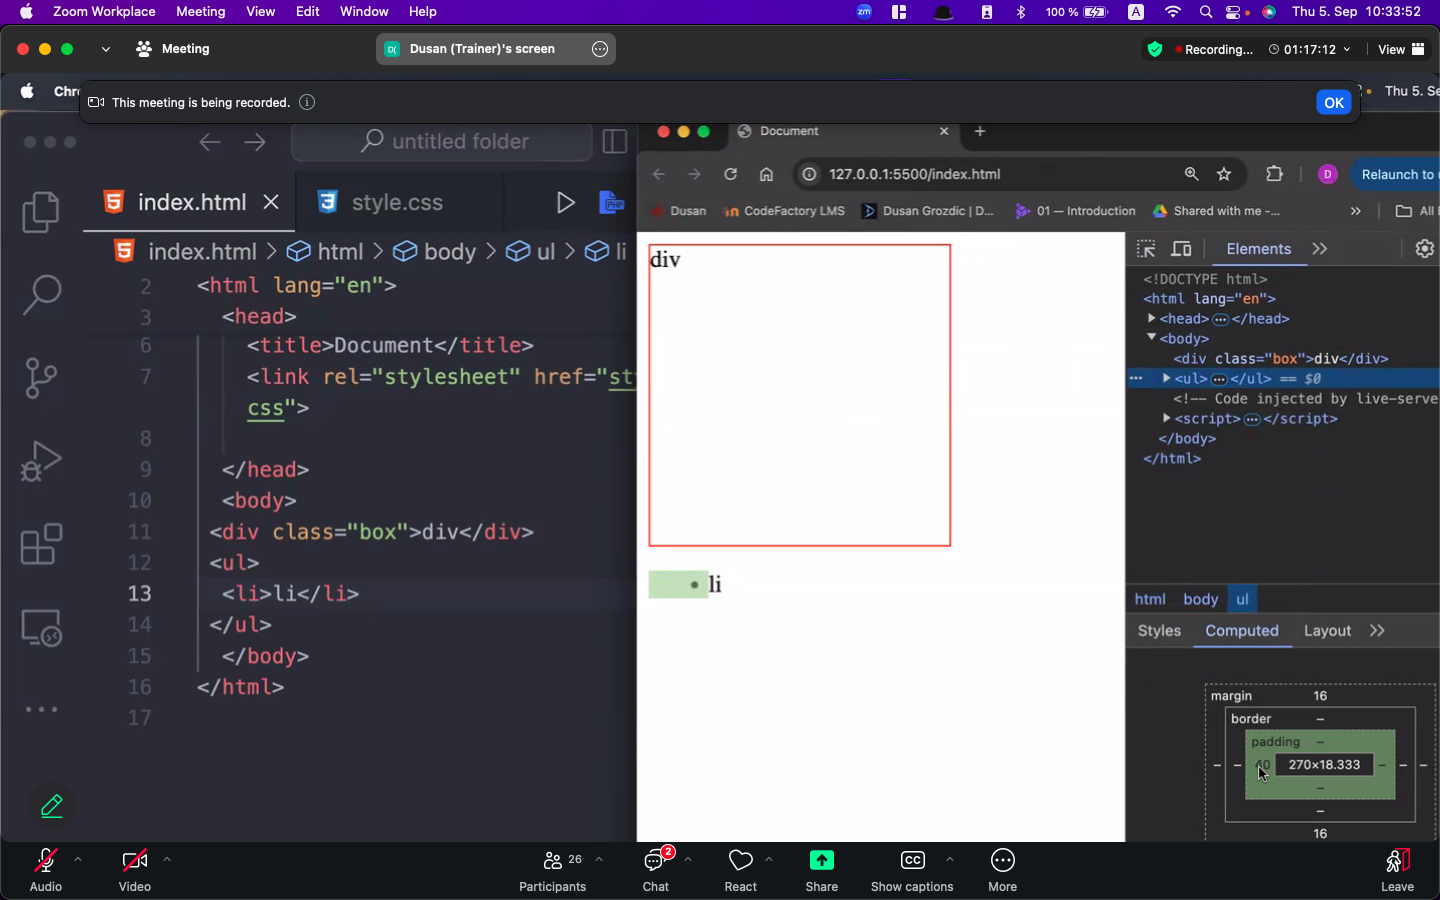 Zoom Workplace Meeting View Edit Window Help
zm 100 % A Thu 5. Sep 10:33:52
Meeting
D( Dusan (Trainer)'s screen
Recording... 01:17:12 View
Thu 5. Se
This meeting is being recorded.
OK
untitled folder
index.html
style.css
index.html > html > body > ul > li
2 <html lang="en">
3 <head>
6 <title>Document</title>
7 <link rel="stylesheet" href="st
css">
8
9 </head>
10 <body>
11 <div class="box">div</div>
12 <ul>
13 <li>li</li>
14 </ul>
15 </body>
16 </html>
17
Document
127.0.0.1:5500/index.html
D
Relaunch to
Dusan
CodeFactory LMS
Dusan Grozdic | D...
01 — Introduction
Shared with me -...
»
div
• li
Elements »
<!DOCTYPE html>
<html lang="en">
<head>…</head>
<body>
<div class="box">div</div>
<ul>…</ul> == $0
<!-- Code injected by live-serve
<script>…</script>
</body>
</html>
html body ul
Styles Computed Layout »
margin 16
border –
padding –
– – 40 270×18.333 – – –
–
–
16
Audio
Video
26
Participants
2
Chat
React
Share
CC
Show captions
More
Leave